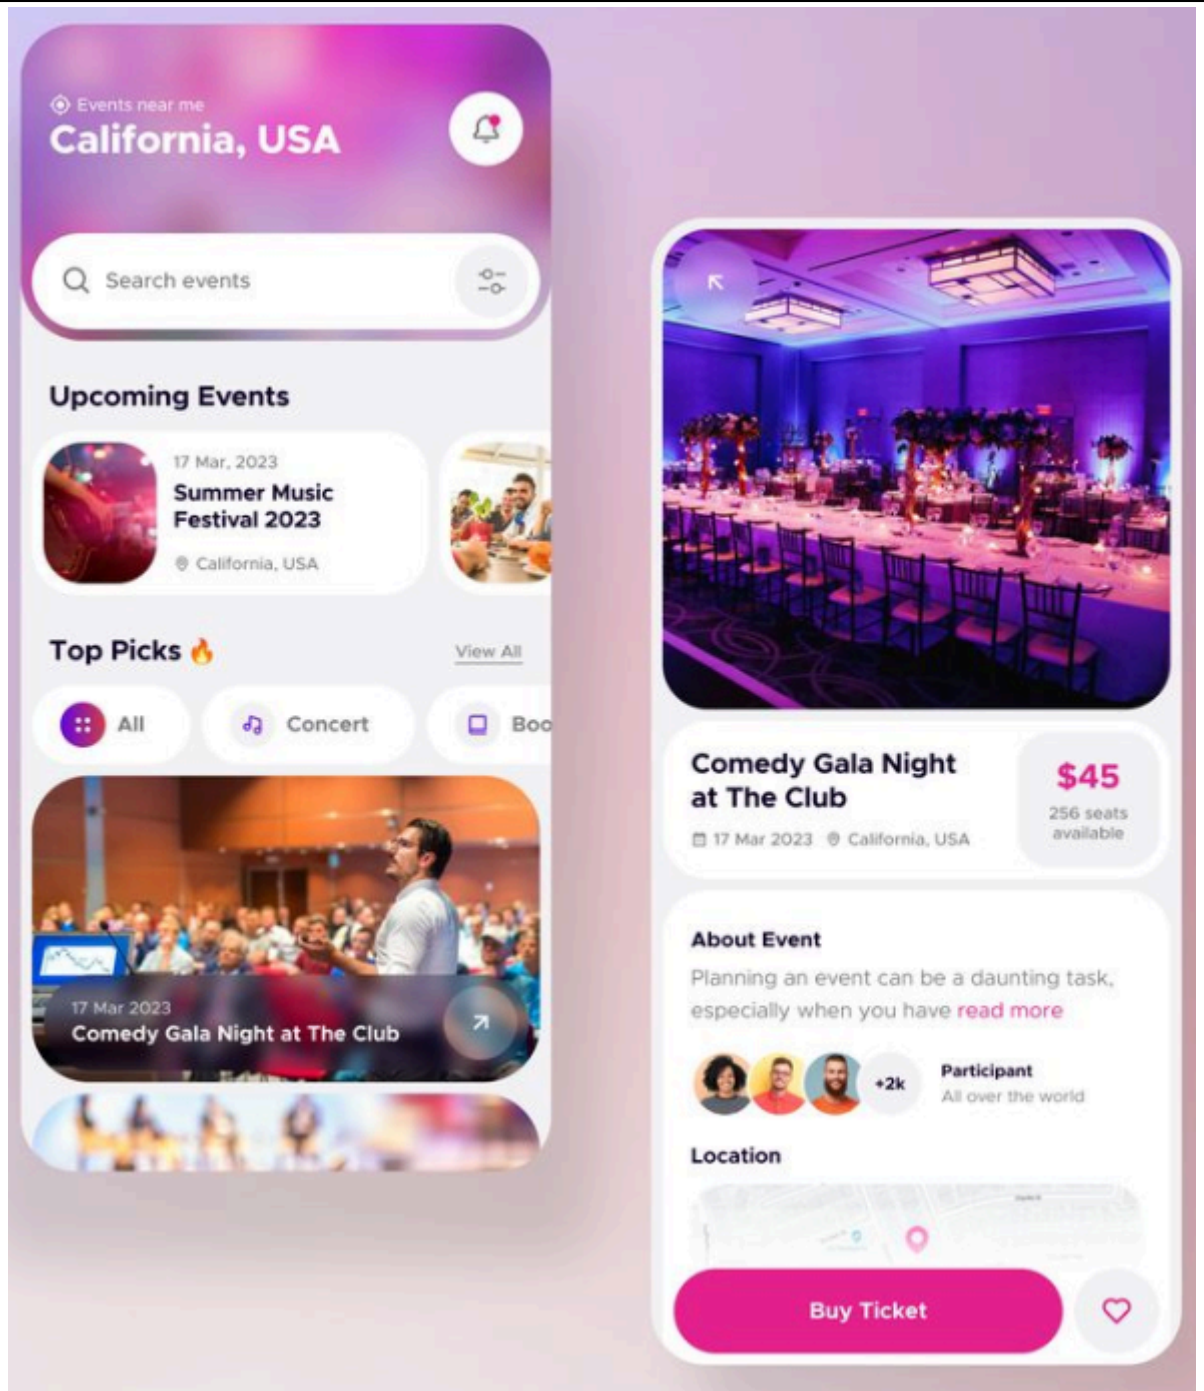 Events near me
California, USA
Search events
Upcoming Events
17 Mar, 2023
Summer Music
Festival 2023
California, USA
Top Picks 🔥
View All
All
Concert
Boo
17 Mar 2023
Comedy Gala Night at The Club
Comedy Gala Night
at The Club
17 Mar 2023
California, USA
$45
256 seats
available
About Event
Planning an event can be a daunting task,
especially when you have read more
+2k
Participant
All over the world
Location
Buy Ticket